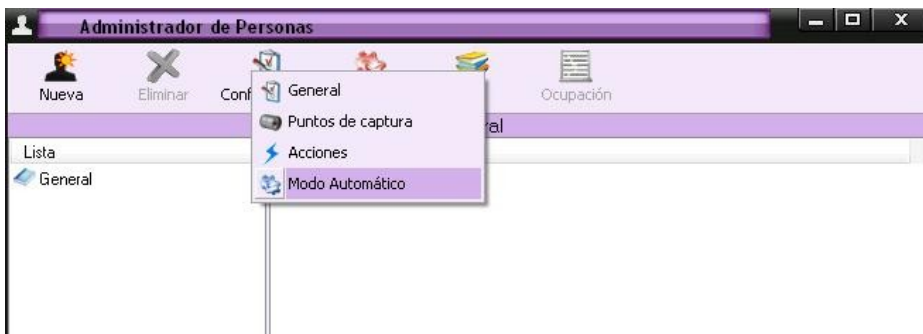 Administrador de Personas
Nueva
Eliminar
Conf
Ocupación
General
Puntos de captura
Acciones
Modo Automático
ral
Lista
General